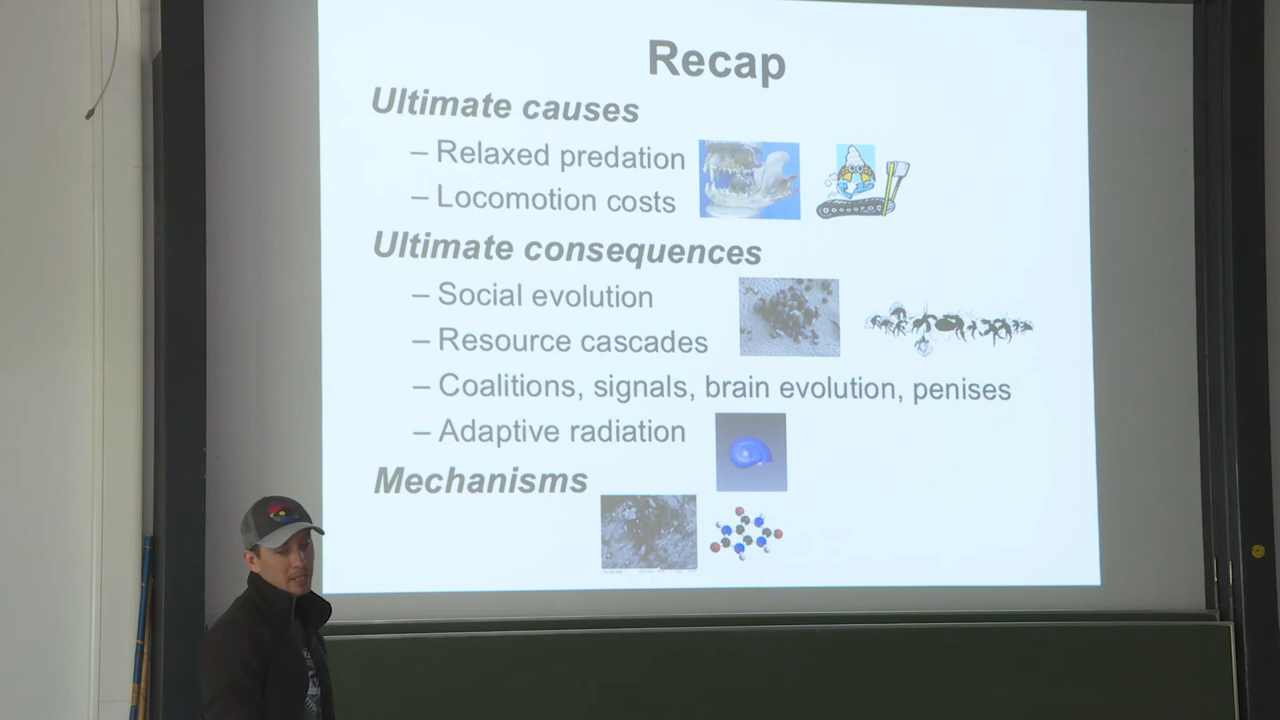 Recap
Ultimate causes
– Relaxed predation
– Locomotion costs
Ultimate consequences
– Social evolution
– Resource cascades
– Coalitions, signals, brain evolution, penises
– Adaptive radiation
Mechanisms